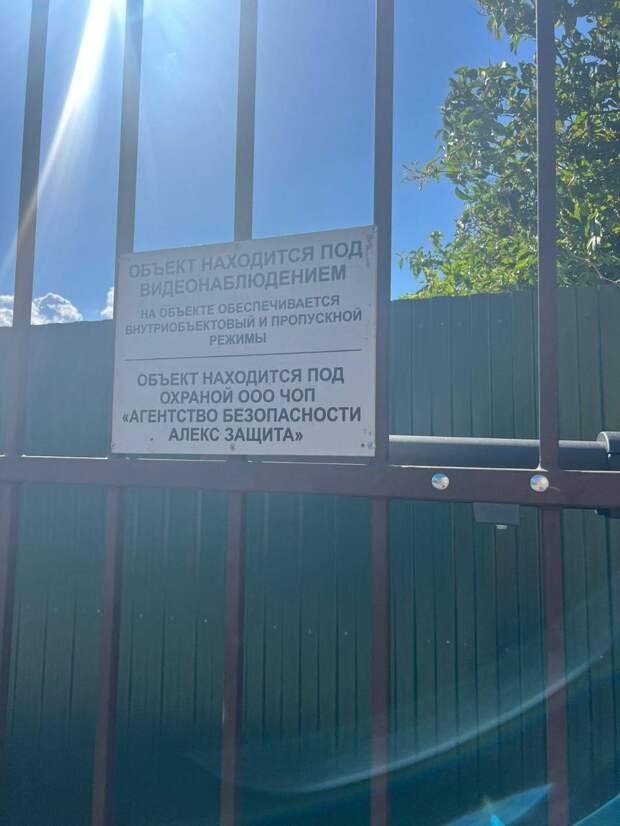 ОБЪЕКТ НАХОДИТСЯ ПОД
ВИДЕОНАБЛЮДЕНИЕМ
НА ОБЪЕКТЕ ОБЕСПЕЧИВАЕТСЯ
ВНУТРИОБЪЕКТОВЫЙ И ПРОПУСКНОЙ
РЕЖИМЫ
ОБЪЕКТ НАХОДИТСЯ ПОД
ОХРАНОЙ ООО ЧОП
«АГЕНТСТВО БЕЗОПАСНОСТИ
АЛЕКС ЗАЩИТА»